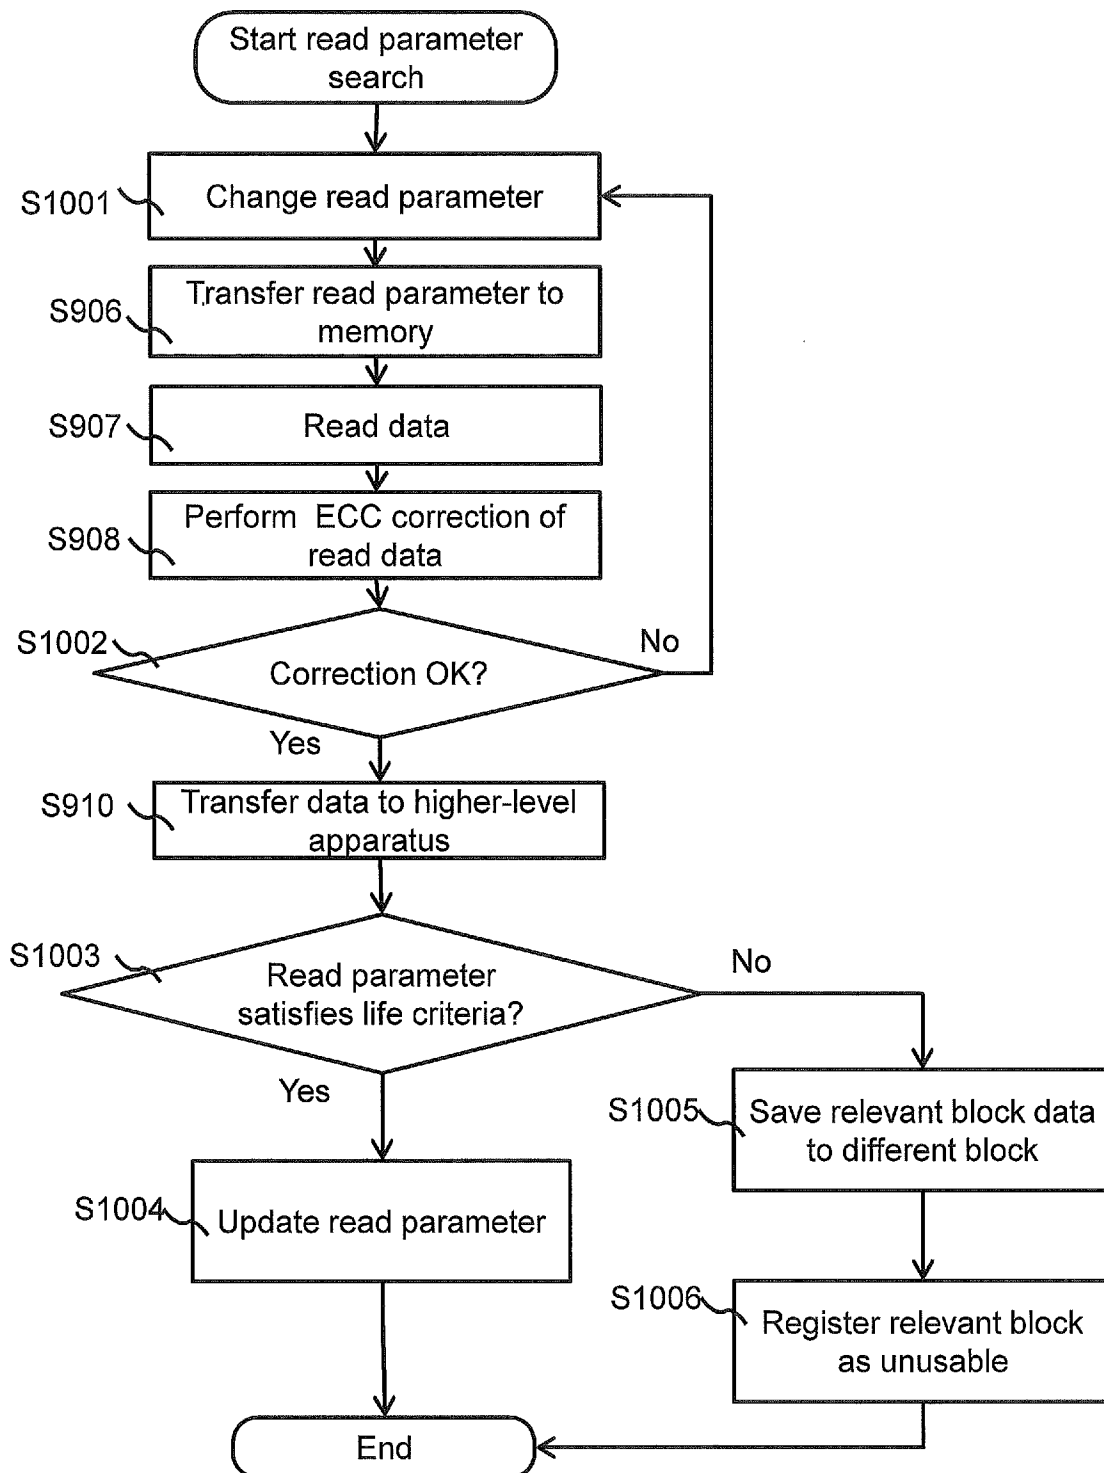 Start read parameter
search
S1001
Change read parameter
S906
Transfer read parameter to
memory
S907
Read data
S908
Perform ECC correction of
read data
S1002
Correction OK?
No
Yes
S910
Transfer data to higher-level
apparatus
S1003
Read parameter
satisfies life criteria?
No
Yes
S1005
Save relevant block data
to different block
S1004
Update read parameter
S1006
Register relevant block
as unusable
End